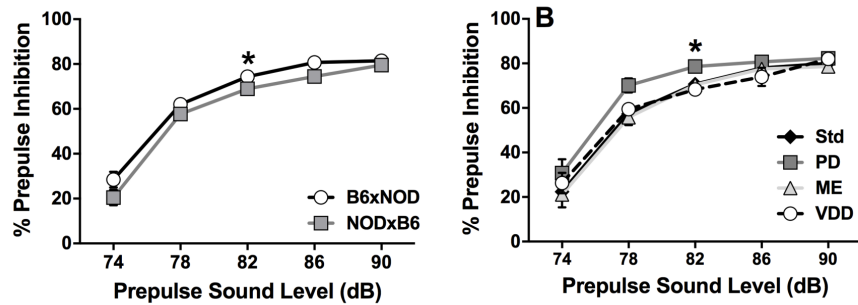 *
% Prepulse Inhibition
100
80
60
40
20
0
74 78 82 86 90
Prepulse Sound Level (dB)
B6xNOD
NODxB6
B
*
% Prepulse Inhibition
100
80
60
40
20
0
74 78 82 86 90
Prepulse Sound Level (dB)
Std
PD
ME
VDD